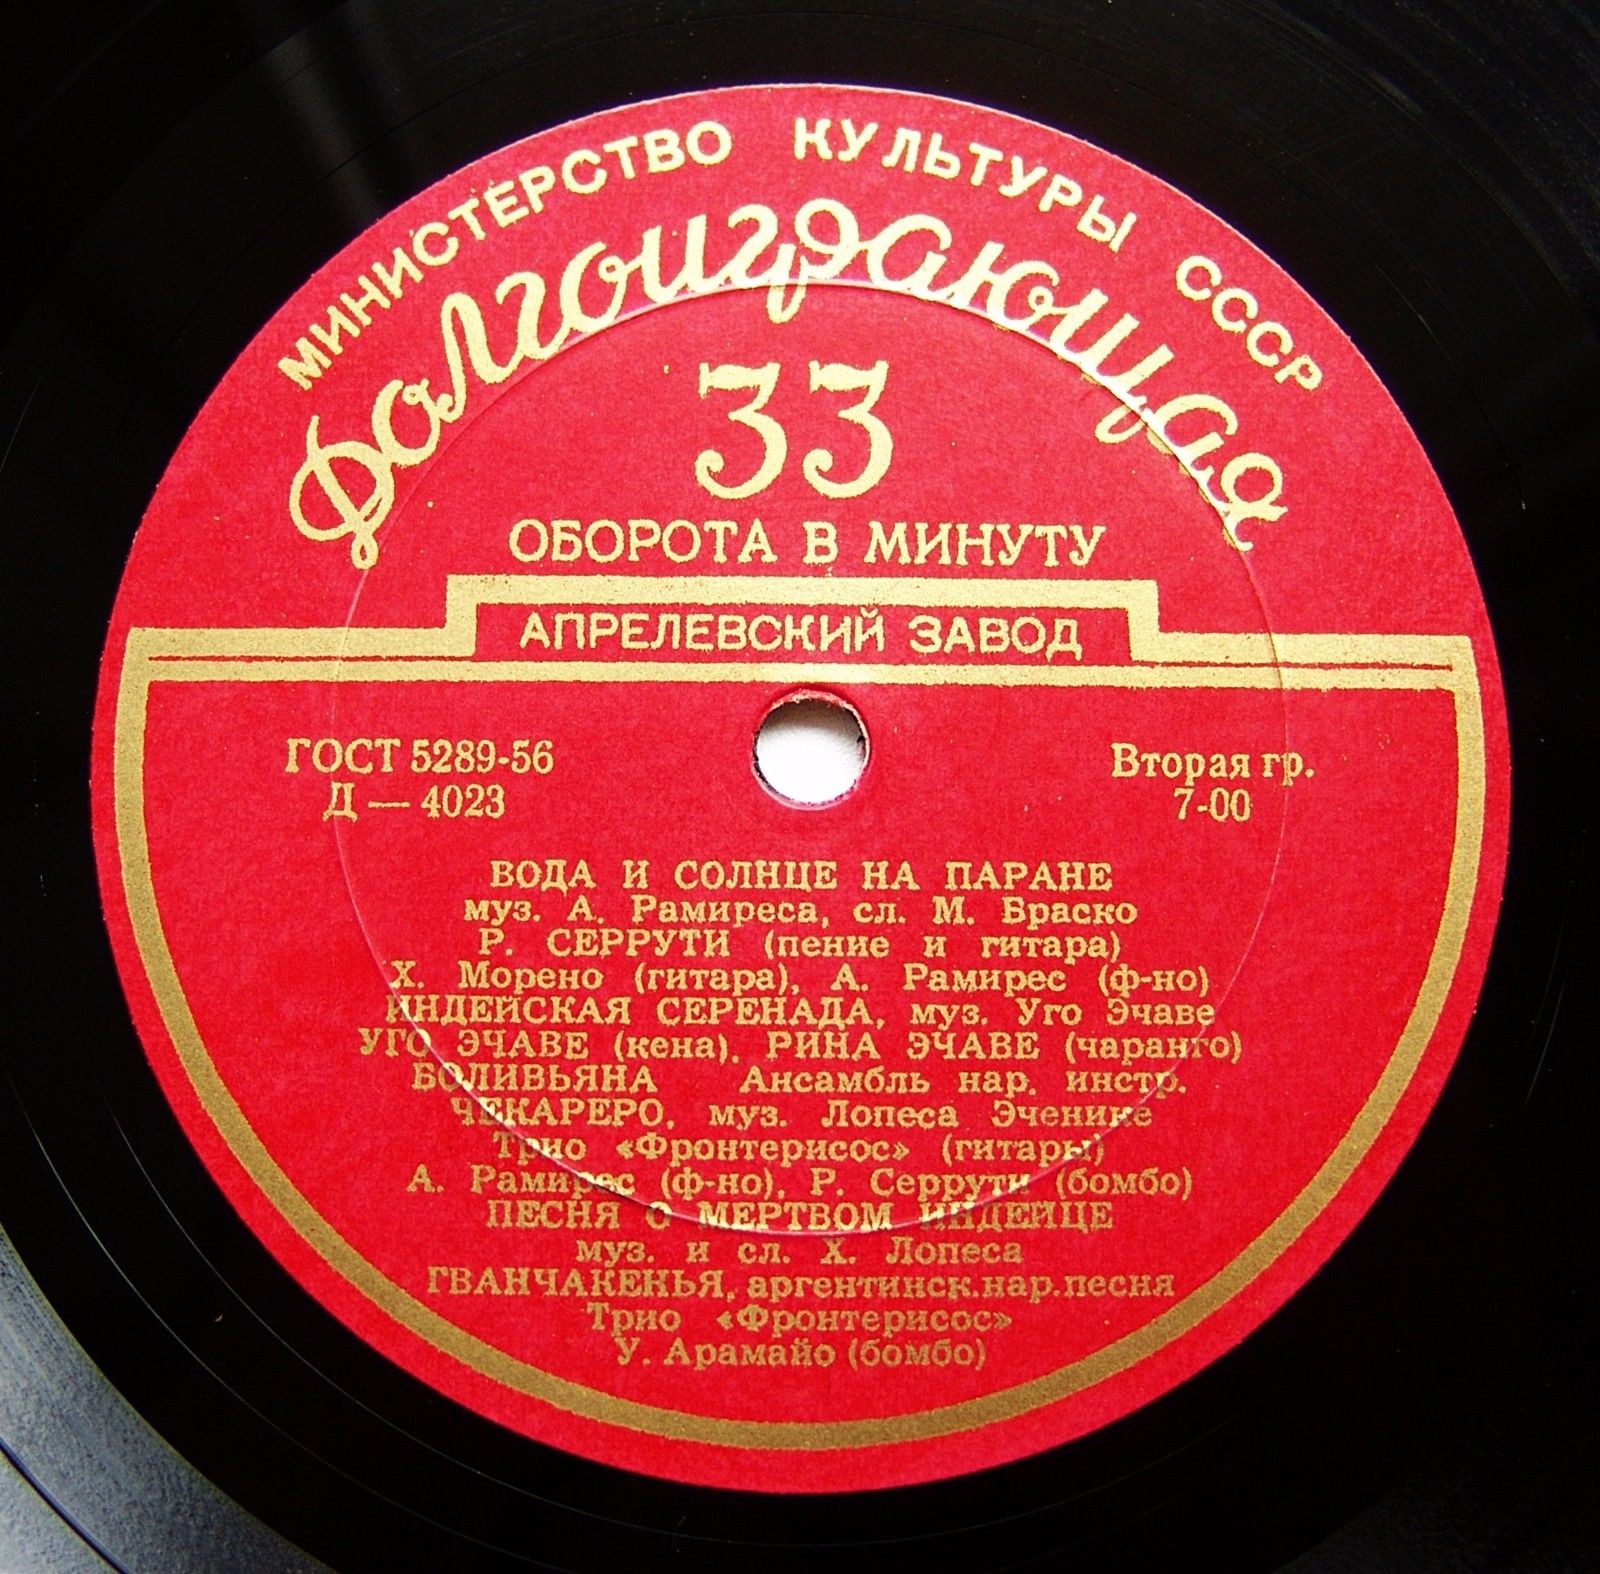 МИНИСТЕРСТВО КУЛЬТУРЫ СССР
Долгоиграющая
33
ОБОРОТА В МИНУТУ
АПРЕЛЕВСКИЙ ЗАВОД
ГОСТ 5289-56
Д — 4023
Вторая гр.
7-00
ВОДА И СОЛНЦЕ НА ПАРАНЕ
муз. А. Рамиреса, сл. М. Браско
Р. СЕРРУТИ (пение и гитара)
Х. Морено (гитара), А. Рамирес (ф-но)
ИНДЕЙСКАЯ СЕРЕНАДА, муз. Уго Эчаве
УГО ЭЧАВЕ (кена), РИНА ЭЧАВЕ (чаранго)
БОЛИВЬЯНА Ансамбль нар. инстр.
ЧЕКАРЕРО, муз. Лопеса Эченике
Трио «Фронтерисос» (гитары)
А. Рамирес (ф-но), Р. Серрути (бомбо)
ПЕСНЯ О МЕРТВОМ ИНДЕЙЦЕ
муз. и сл. Х. Лопеса
ГВАНЧАКЕНЬЯ, аргентинск.нар.песня
Трио «Фронтерисос»
У. Арамайо (бомбо)